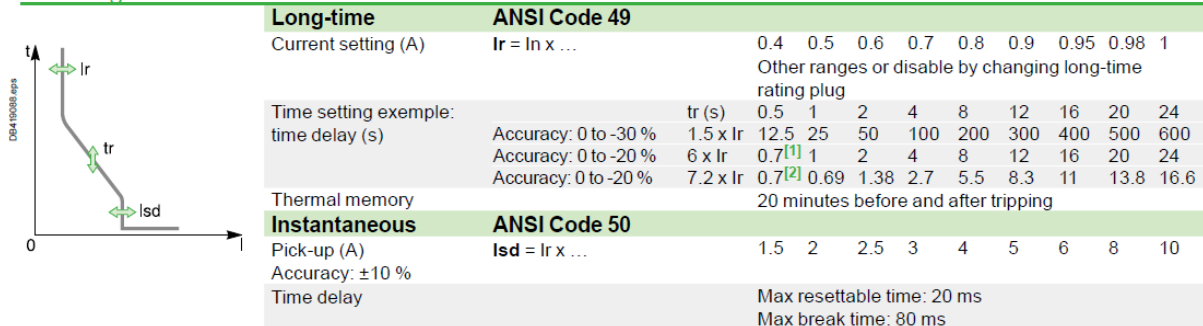 Long-time ANSI Code 49
Current setting (A) Ir = In x … 0.4 0.5 0.6 0.7 0.8 0.9 0.95 0.98 1
Other ranges or disable by changing long-time
rating plug
Time setting exemple: tr (s) 0.5 1 2 4 8 12 16 20 24
time delay (s) Accuracy: 0 to -30 % 1.5 x Ir 12.5 25 50 100 200 300 400 500 600
Accuracy: 0 to -20 % 6 x Ir 0.7[1] 1 2 4 8 12 16 20 24
Accuracy: 0 to -20 % 7.2 x Ir 0.7[2] 0.69 1.38 2.7 5.5 8.3 11 13.8 16.6
Thermal memory 20 minutes before and after tripping
Instantaneous ANSI Code 50
Pick-up (A) Isd = Ir x … 1.5 2 2.5 3 4 5 6 8 10
Accuracy: ±10 %
Time delay Max resettable time: 20 ms
Max break time: 80 ms
DB419088.eps
t
Ir
tr
Isd
0 I